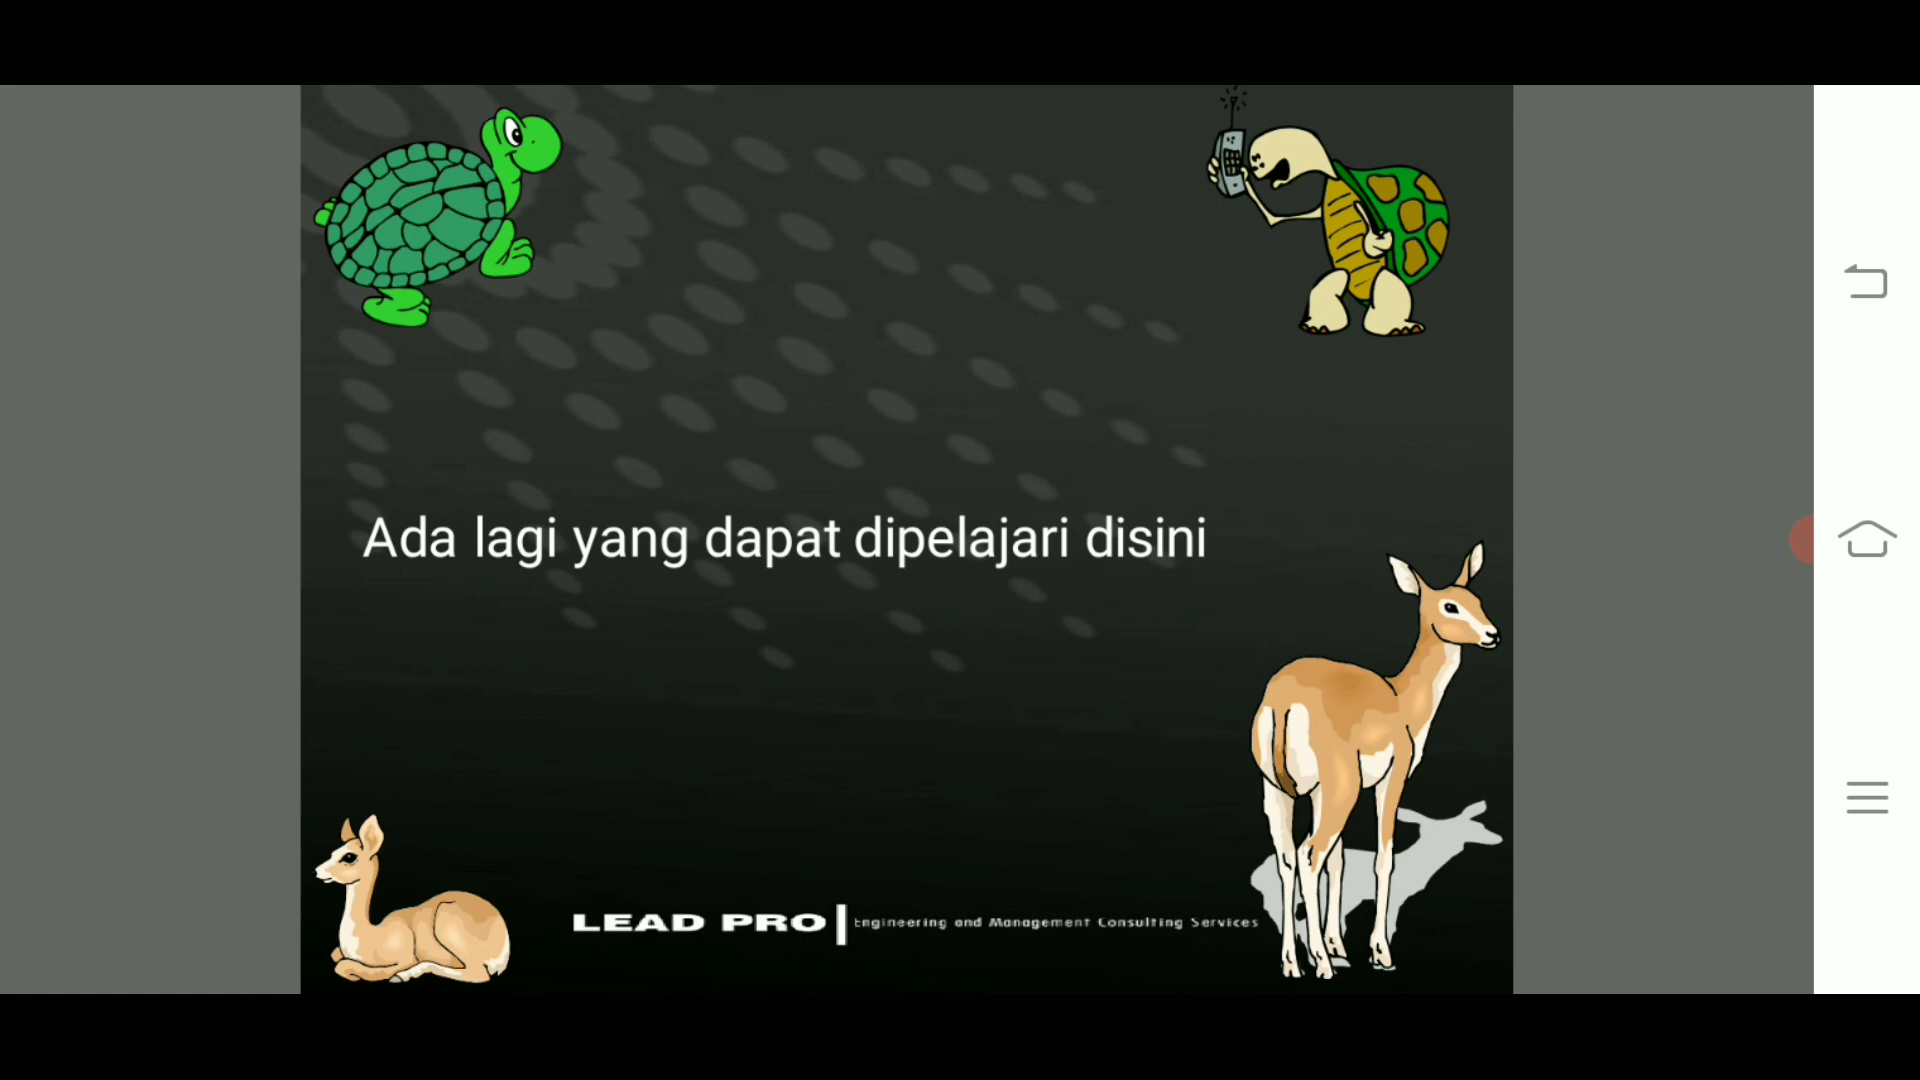 Ada lagi yang dapat dipelajari disini
LEAD PRO | Engineering and Management Consulting Services